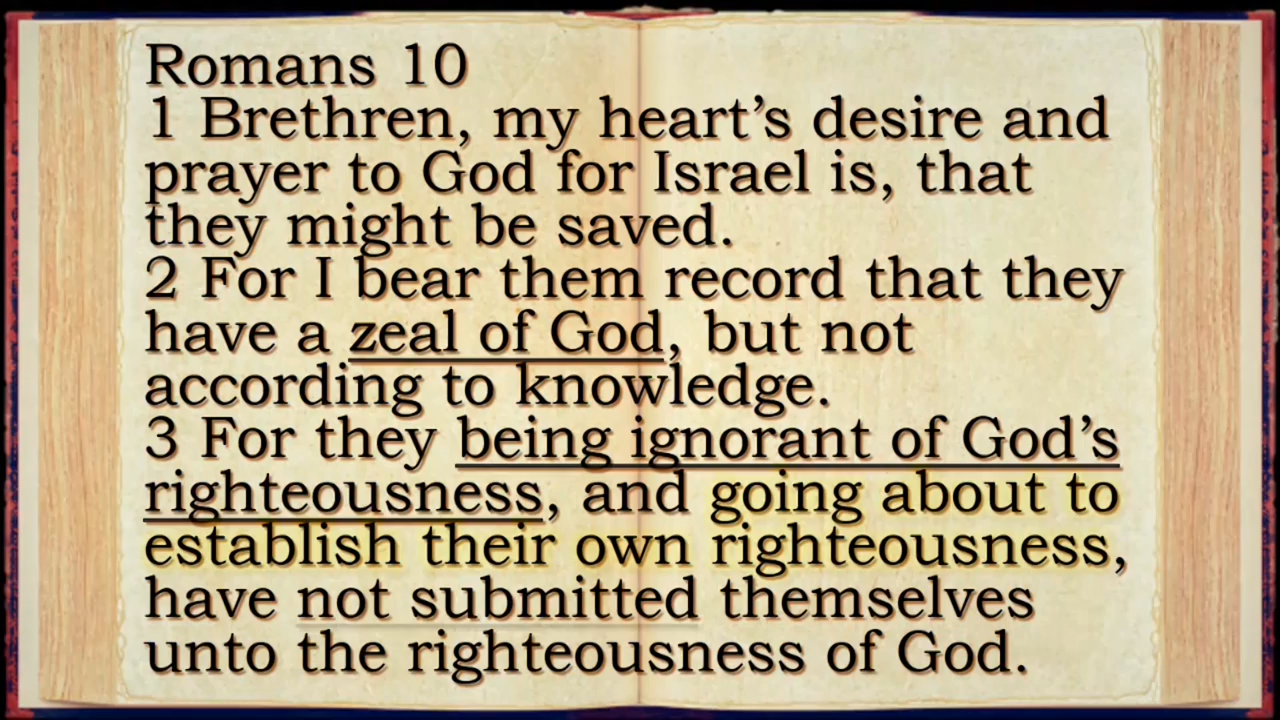 Romans 10
1 Brethren, my heart’s desire and
prayer to God for Israel is, that
they might be saved.
2 For I bear them record that they
have a zeal of God, but not
according to knowledge.
3 For they being ignorant of God’s
righteousness, and going about to
establish their own righteousness,
have not submitted themselves
unto the righteousness of God.